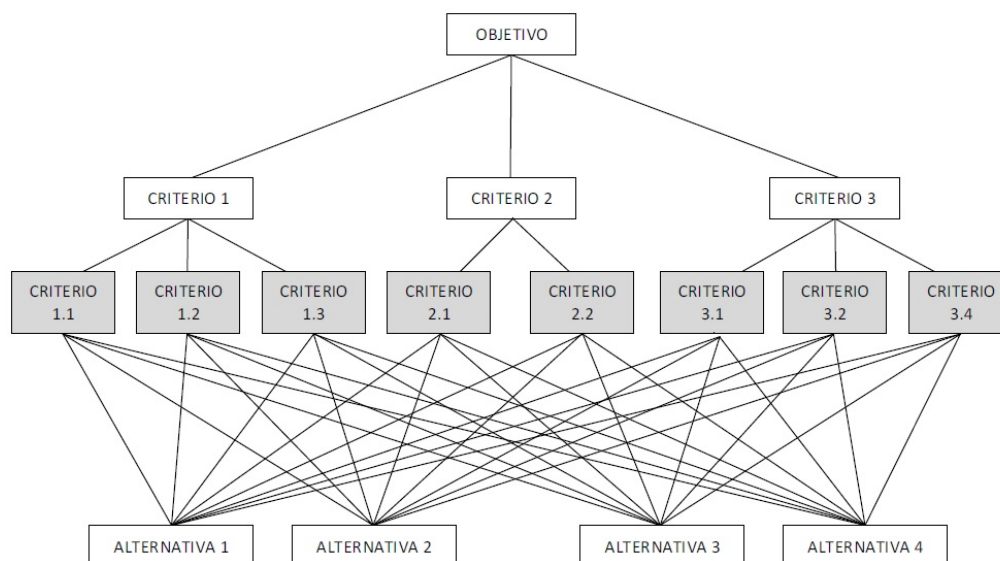 OBJETIVO
CRITERIO 1
CRITERIO 2
CRITERIO 3
CRITERIO
1.1
CRITERIO
1.2
CRITERIO
1.3
CRITERIO
2.1
CRITERIO
2.2
CRITERIO
3.1
CRITERIO
3.2
CRITERIO
3.4
ALTERNATIVA 1
ALTERNATIVA 2
ALTERNATIVA 3
ALTERNATIVA 4